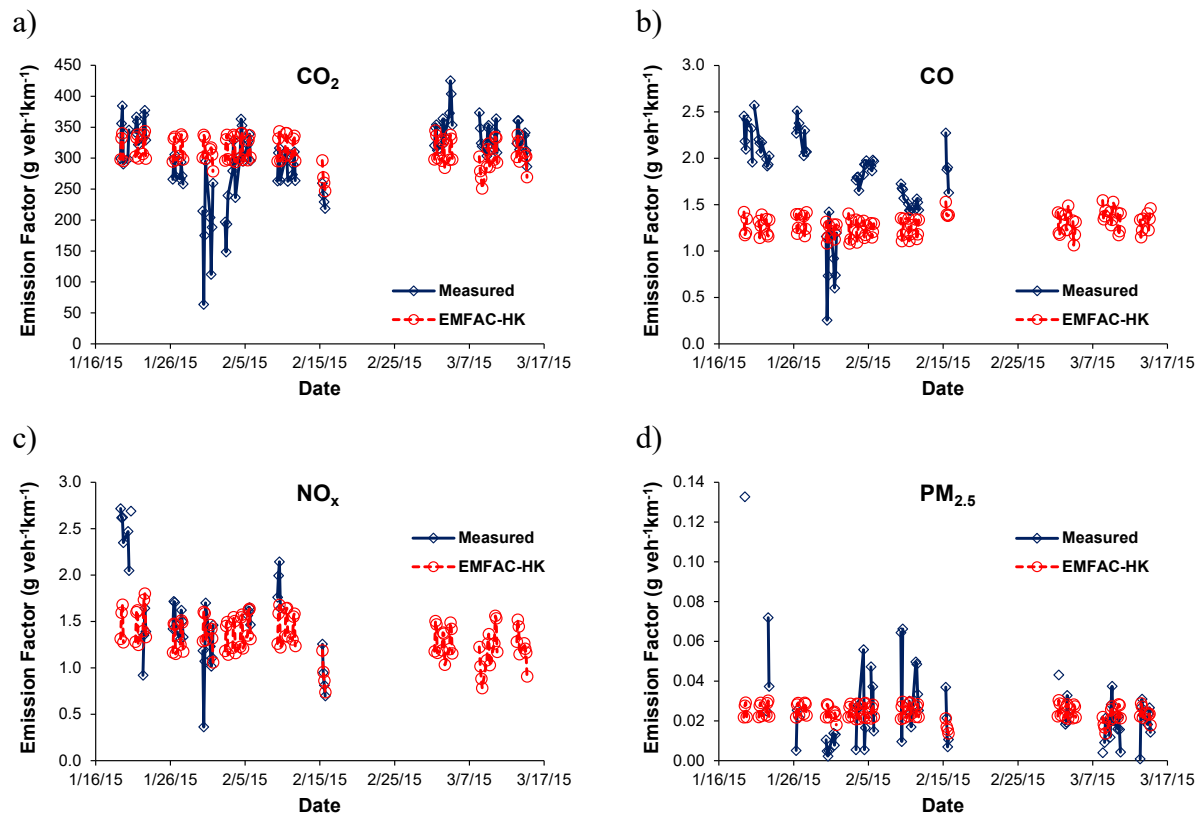 a)
CO2
Emission Factor (g veh-1km-1)
450
400
350
300
250
200
150
100
50
0
Measured
EMFAC-HK
1/16/15 1/26/15 2/5/15 2/15/15 2/25/15 3/7/15 3/17/15
Date
b)
CO
Emission Factor (g veh-1km-1)
3.0
2.5
2.0
1.5
1.0
0.5
0.0
Measured
EMFAC-HK
1/16/15 1/26/15 2/5/15 2/15/15 2/25/15 3/7/15 3/17/15
Date
c)
NOx
Emission Factor (g veh-1km-1)
3.0
2.5
2.0
1.5
1.0
0.5
0.0
Measured
EMFAC-HK
1/16/15 1/26/15 2/5/15 2/15/15 2/25/15 3/7/15 3/17/15
Date
d)
PM2.5
Emission Factor (g veh-1km-1)
0.14
0.12
0.10
0.08
0.06
0.04
0.02
0.00
Measured
EMFAC-HK
1/16/15 1/26/15 2/5/15 2/15/15 2/25/15 3/7/15 3/17/15
Date